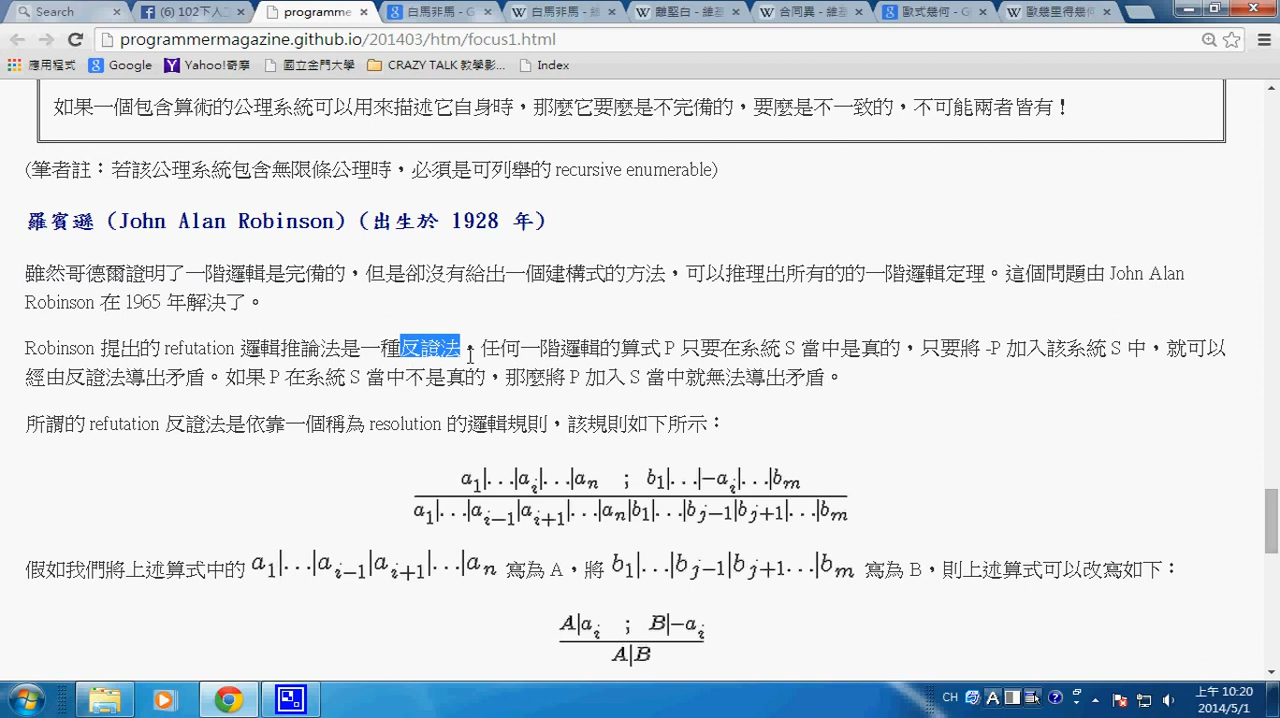 Search
(6) 102下人工
programme
白馬非馬 - G
白馬非馬 - 維基
離堅白 - 維基
合同異 - 維基
歐式幾何 - G
歐幾里得幾何
programmermagazine.github.io/201403/htm/focus1.html
應用程式 Google Yahoo!奇摩 國立金門大學 CRAZY TALK 教學影... Index
如果一個包含算術的公理系統可以用來描述它自身時，那麼它要麼是不完備的，要麼是不一致的，不可能兩者皆有！
(筆者註：若該公理系統包含無限條公理時，必須是可列舉的 recursive enumerable)
羅賓遜 (John Alan Robinson) (出生於 1928 年)
雖然哥德爾證明了一階邏輯是完備的，但是卻沒有給出一個建構式的方法，可以推理出所有的的一階邏輯定理。這個問題由 John Alan
Robinson 在 1965 年解決了。
Robinson 提出的 refutation 邏輯推論法是一種反證法，任何一階邏輯的算式 P 只要在系統 S 當中是真的，只要將 -P 加入該系統 S 中，就可以
經由反證法導出矛盾。如果 P 在系統 S 當中不是真的，那麼將 P 加入 S 當中就無法導出矛盾。
所謂的 refutation 反證法是依靠一個稱為 resolution 的邏輯規則，該規則如下所示：
a1|...|ai|...|an ; b1|...|-ai|...|bm
a1|...|ai-1|ai+1|...|an|b1|...|bj-1|bj+1|...|bm
假如我們將上述算式中的 a1|...|ai-1|ai+1|...|an 寫為 A，將 b1|...|bj-1|bj+1...|bm 寫為 B，則上述算式可以改寫如下：
A|ai ; B|-ai
A|B
CH
上午 10:20
2014/5/1